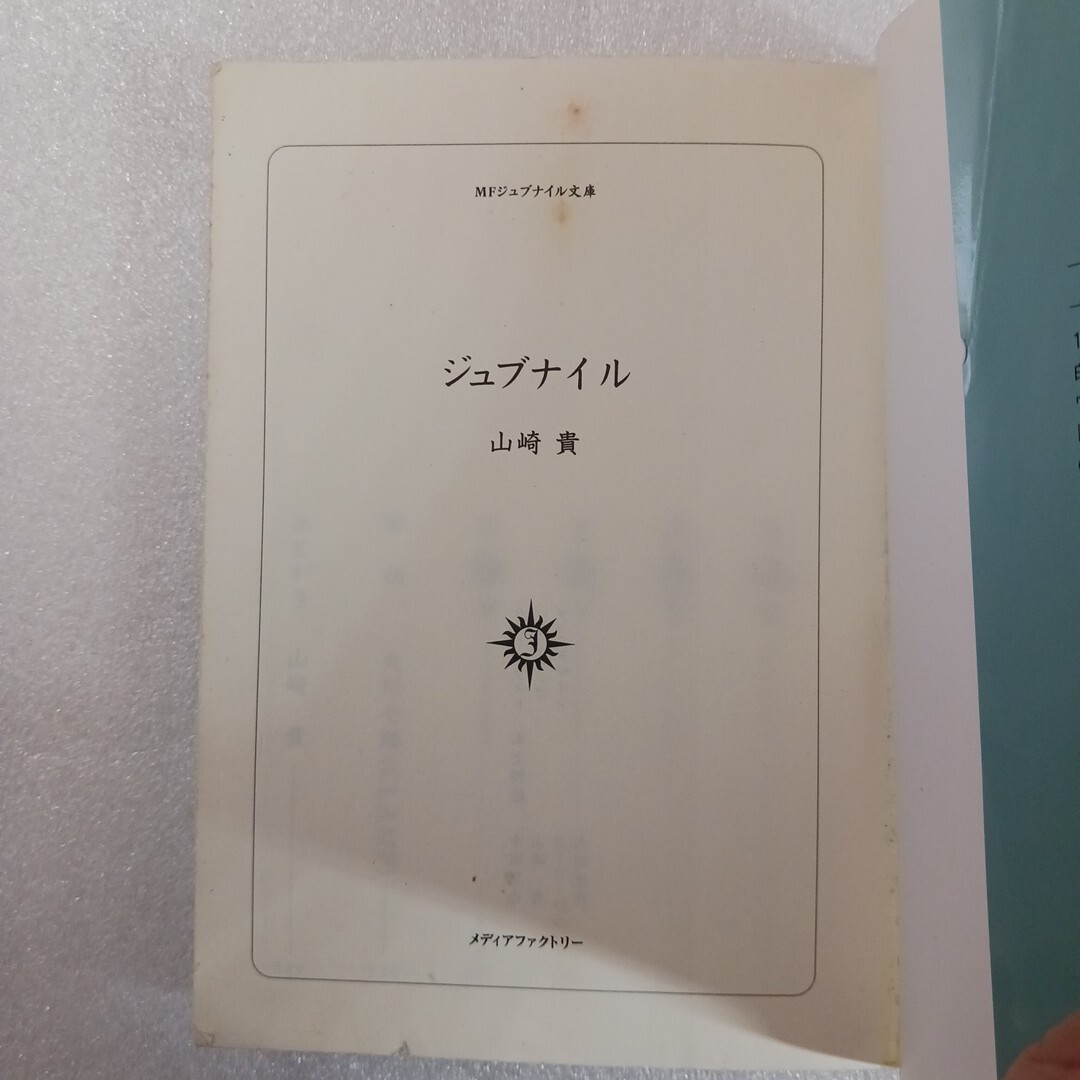 MFジュブナイル文庫
ジュブナイル
山崎 貴
J
メディアファクトリー